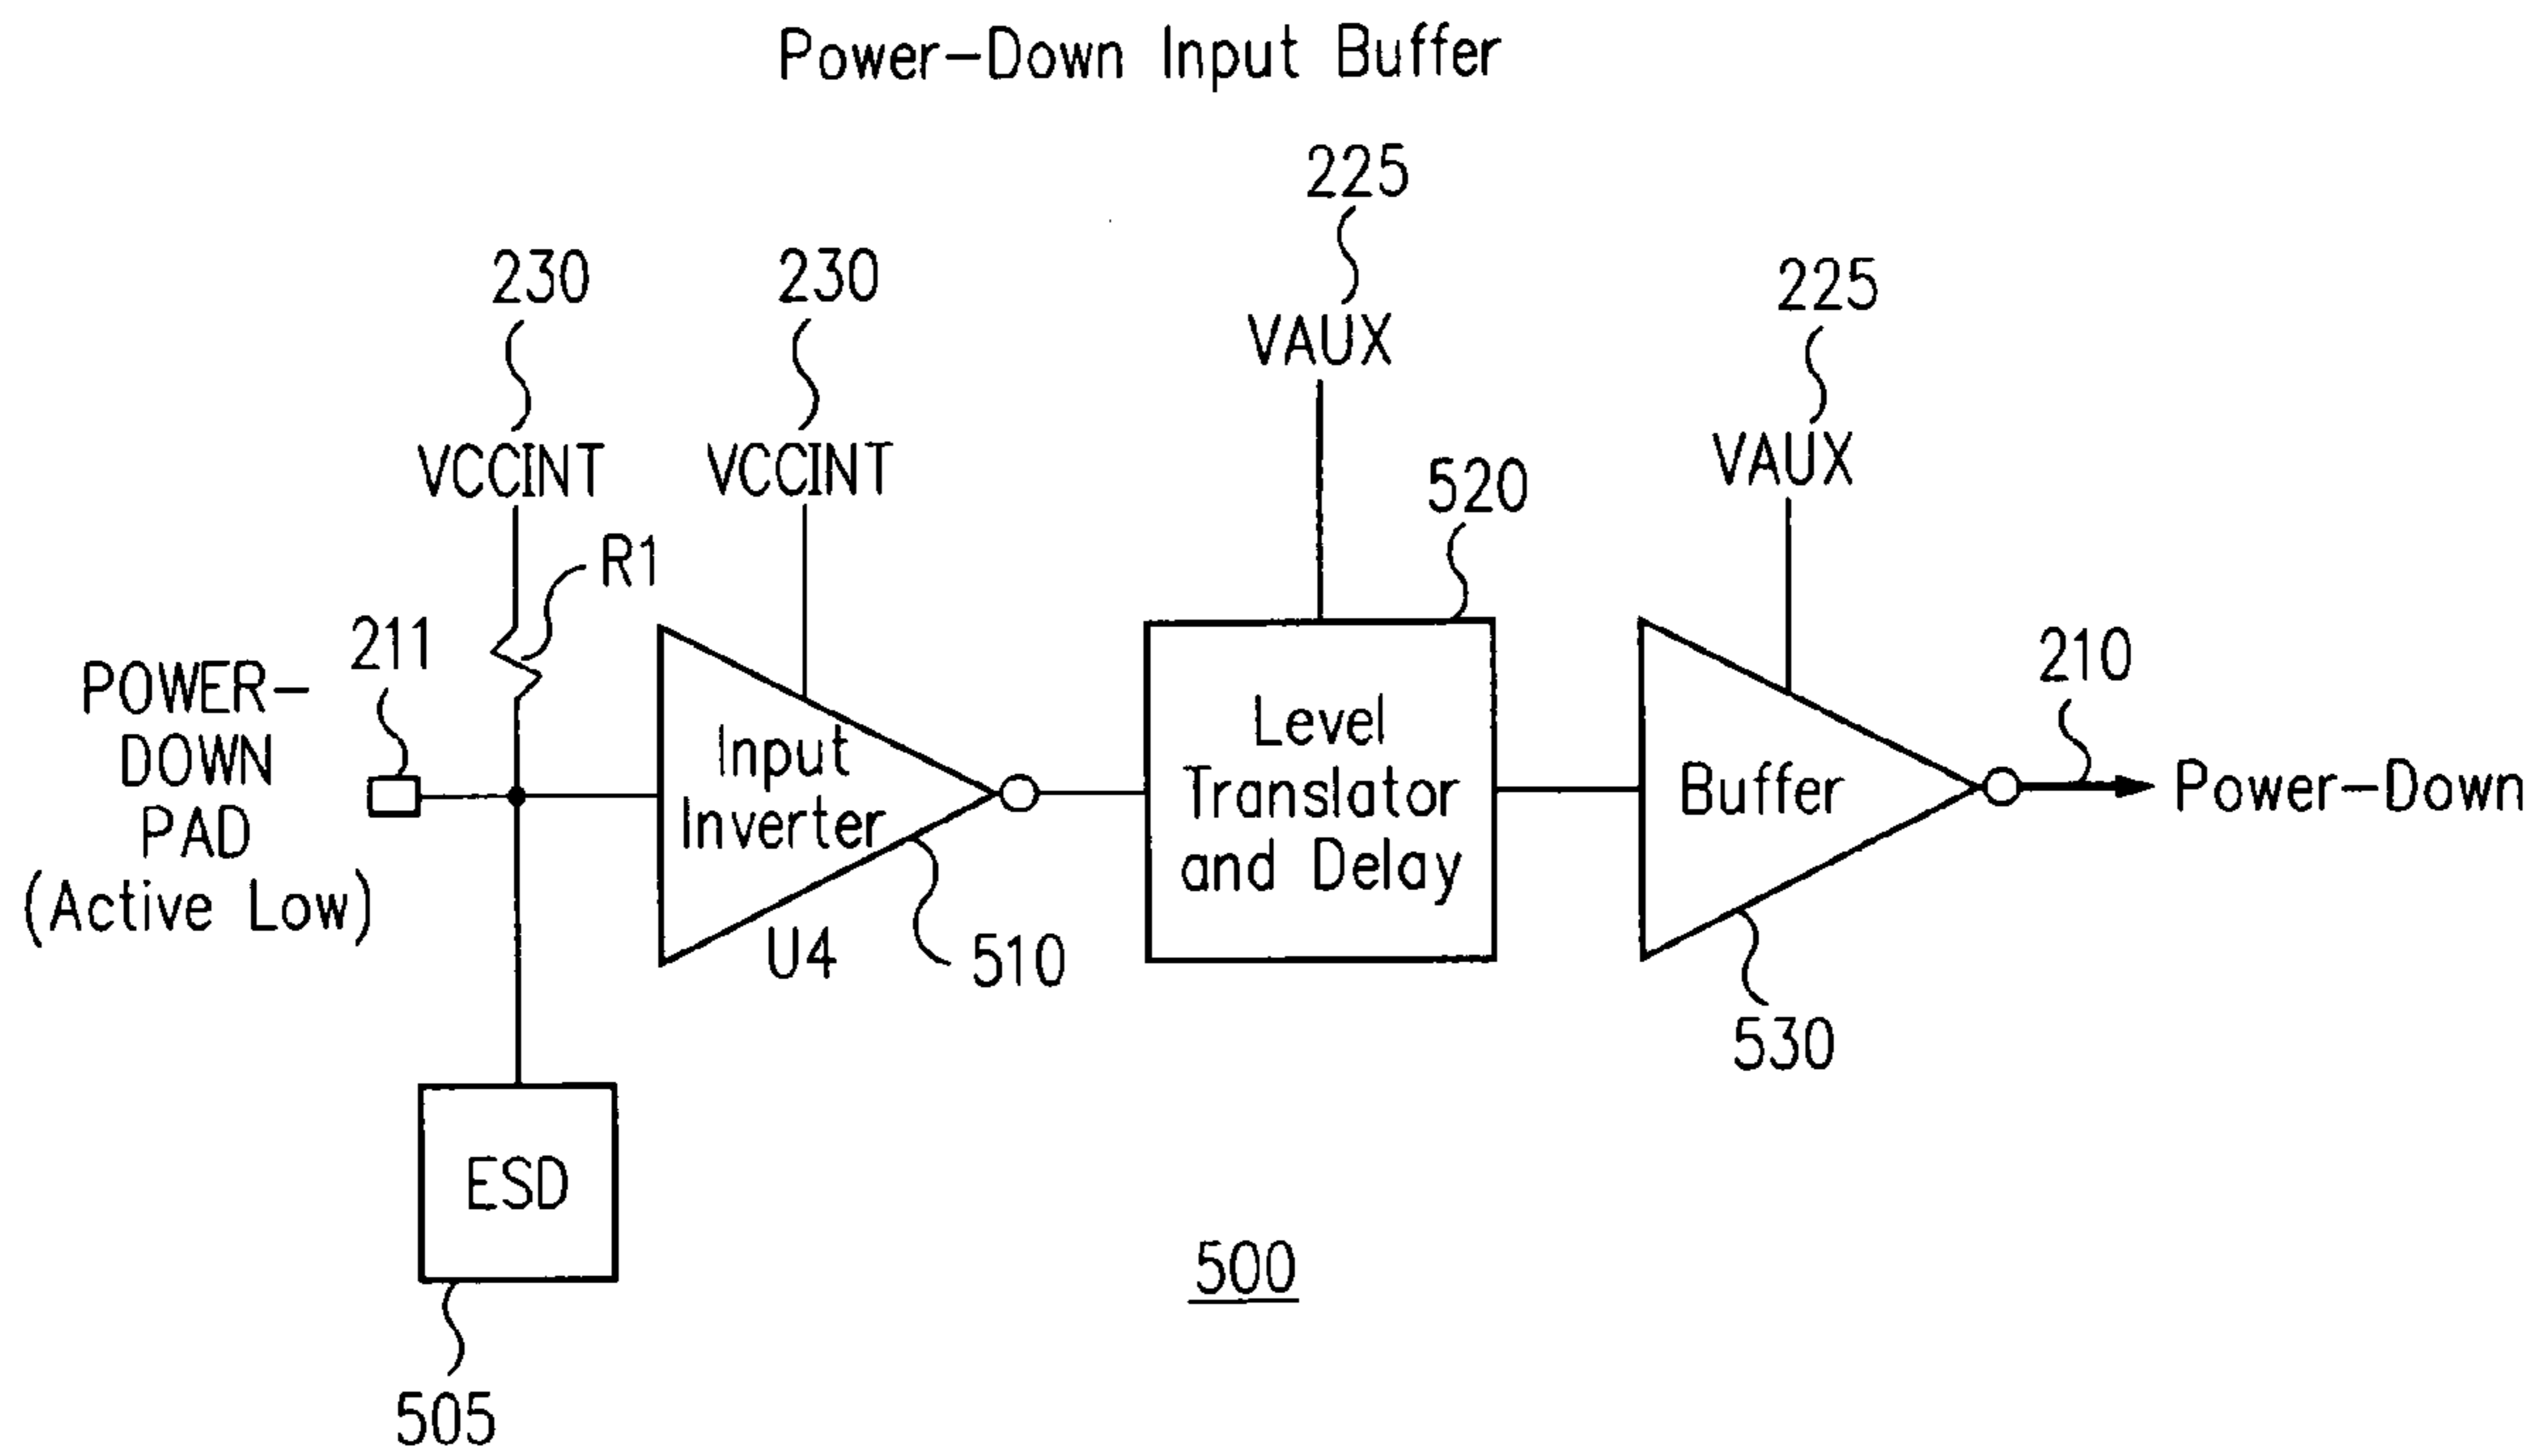 Power-Down Input Buffer
225
230
230
225
VAUX
VCCINT
VCCINT
VAUX
520
R1
211
210
POWER-
DOWN
PAD
(Active Low)
Input
Inverter
U4
510
Level
Translator
and Delay
Buffer
530
Power-Down
ESD
505
500